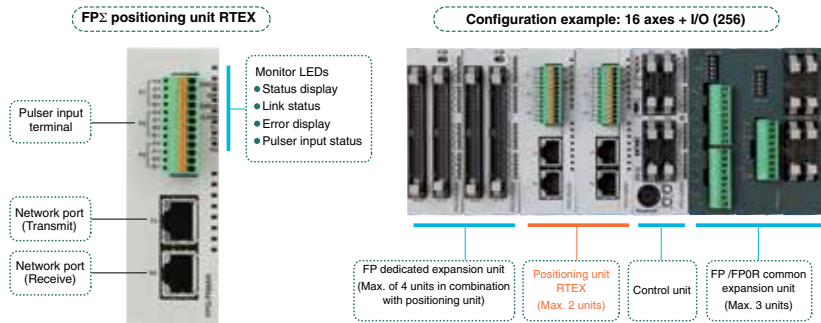 FPΣ positioning unit RTEX
Configuration example: 16 axes + I/O (256)
Monitor LEDs
● Status display
● Link status
● Error display
● Pulser input status
Pulser input
terminal
Network port
(Transmit)
Network port
(Receive)
FP dedicated expansion unit
(Max. of 4 units in combination
with positioning unit)
Positioning unit
RTEX
(Max. 2 units)
Control unit
FP /FP0R common
expansion unit
(Max. 3 units)